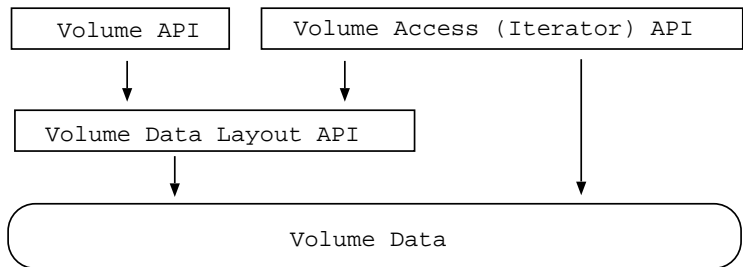 Volume API
Volume Access (Iterator) API
Volume Data Layout API
Volume Data